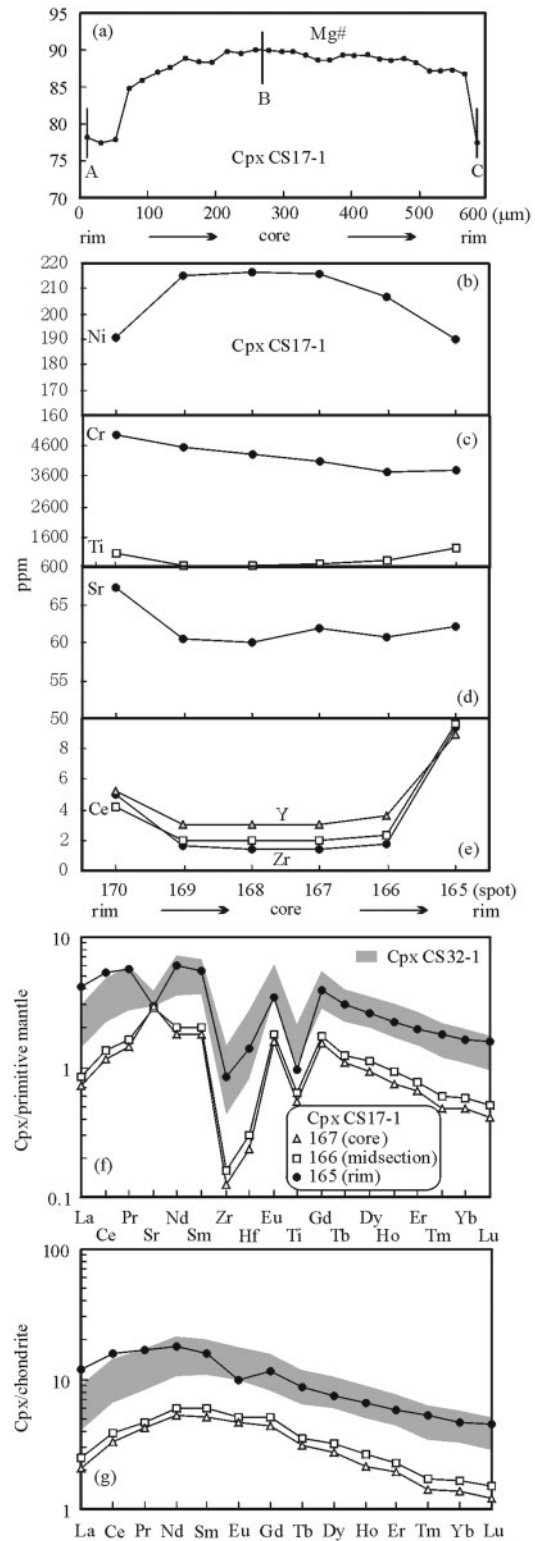 (a)
Mg#
95
90
85
80
75
70
B
A
C
Cpx CS17-1
0 100 200 300 400 500 600 (μm)
rim core rim
220
210
200
190
180
170
160
(b)
Ni
Cpx CS17-1
4600
3600
2600
1600
600
(c)
Cr
Ti
ppm
Sr
65
60
55
50
(d)
8
6
4
2
0
Ce
Y
Zr
(e)
170 169 168 167 166 165 (spot)
rim core rim
10
1
0.1
Cpx/primitive mantle
Cpx CS32-1
Cpx CS17-1
167 (core)
166 (midsection)
165 (rim)
(f)
La Pr Nd Zr Eu Gd Dy Er Yb
Ce Sr Sm Hf Ti Tb Ho Tm Lu
100
10
1
Cpx/chondrite
(g)
La Ce Pr Nd Sm Eu Gd Tb Dy Ho Er Tm Yb Lu